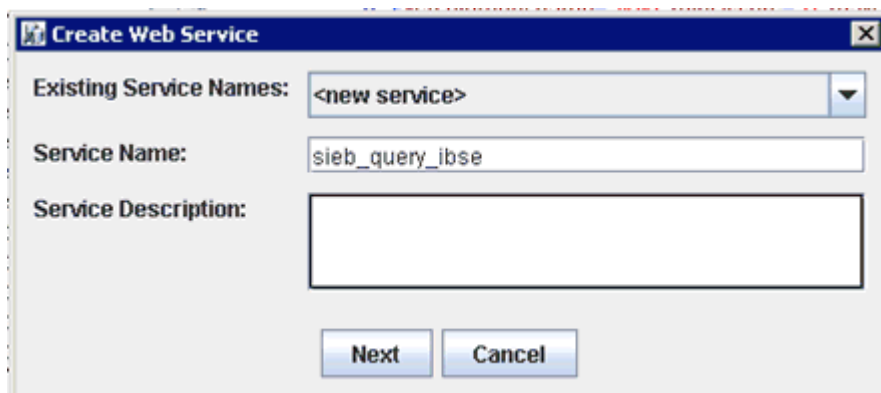 Create Web Service
Existing Service Names: <new service>
Service Name: sieb_query_ibse
Service Description:
Next Cancel